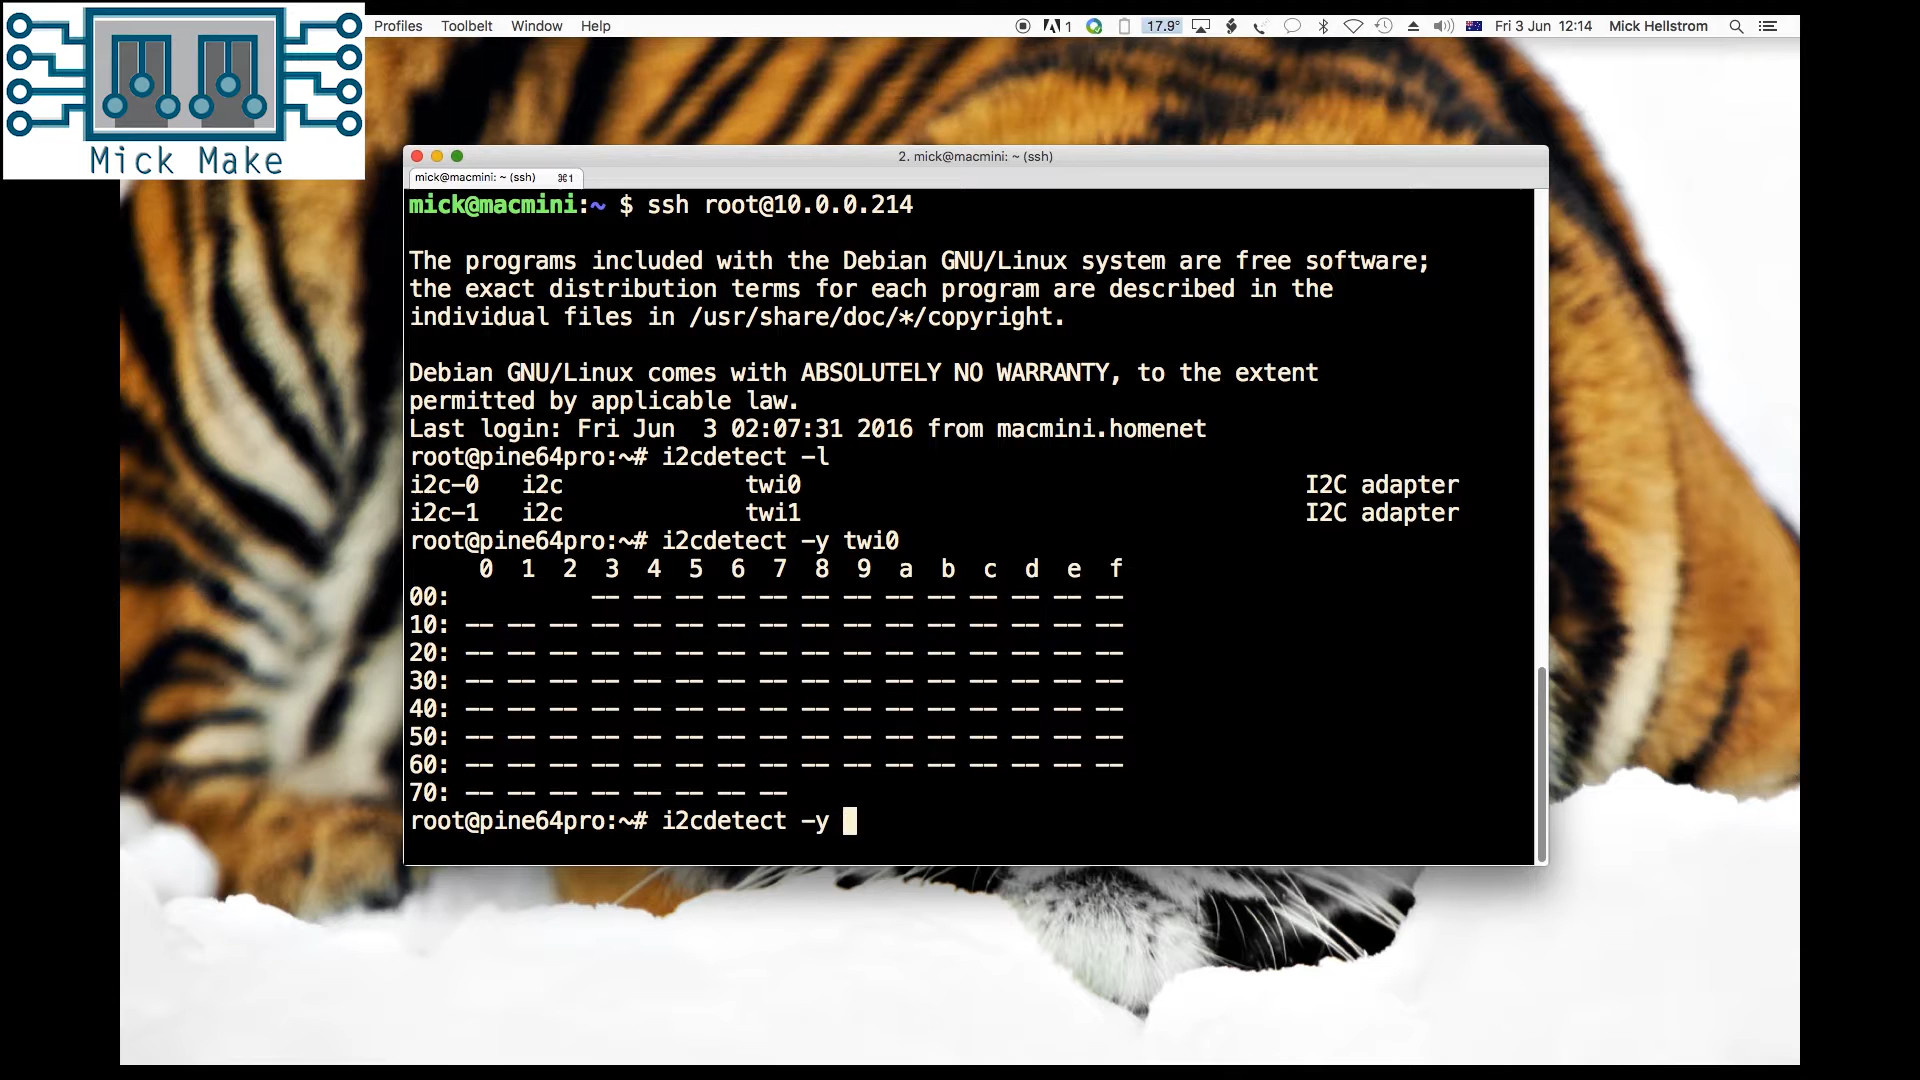 Profiles Toolbelt Window Help 1 17.9° Fri 3 Jun 12:14 Mick Hellstrom
Mick Make
2. mick@macmini: ~ (ssh)
mick@macmini: ~ (ssh) ⌘1
mick@macmini:~ $ ssh root@10.0.0.214
The programs included with the Debian GNU/Linux system are free software;
the exact distribution terms for each program are described in the
individual files in /usr/share/doc/*/copyright.
Debian GNU/Linux comes with ABSOLUTELY NO WARRANTY, to the extent
permitted by applicable law.
Last login: Fri Jun  3 02:07:31 2016 from macmini.homenet
root@pine64pro:~# i2cdetect -l
i2c-0 i2c twi0 I2C adapter
i2c-1 i2c twi1 I2C adapter
root@pine64pro:~# i2cdetect -y twi0
0 1 2 3 4 5 6 7 8 9 a b c d e f
00: -- -- -- -- -- -- -- -- -- -- -- -- --
10: -- -- -- -- -- -- -- -- -- -- -- -- -- -- -- --
20: -- -- -- -- -- -- -- -- -- -- -- -- -- -- -- --
30: -- -- -- -- -- -- -- -- -- -- -- -- -- -- -- --
40: -- -- -- -- -- -- -- -- -- -- -- -- -- -- -- --
50: -- -- -- -- -- -- -- -- -- -- -- -- -- -- -- --
60: -- -- -- -- -- -- -- -- -- -- -- -- -- -- -- --
70: -- -- -- -- -- -- -- --
root@pine64pro:~# i2cdetect -y